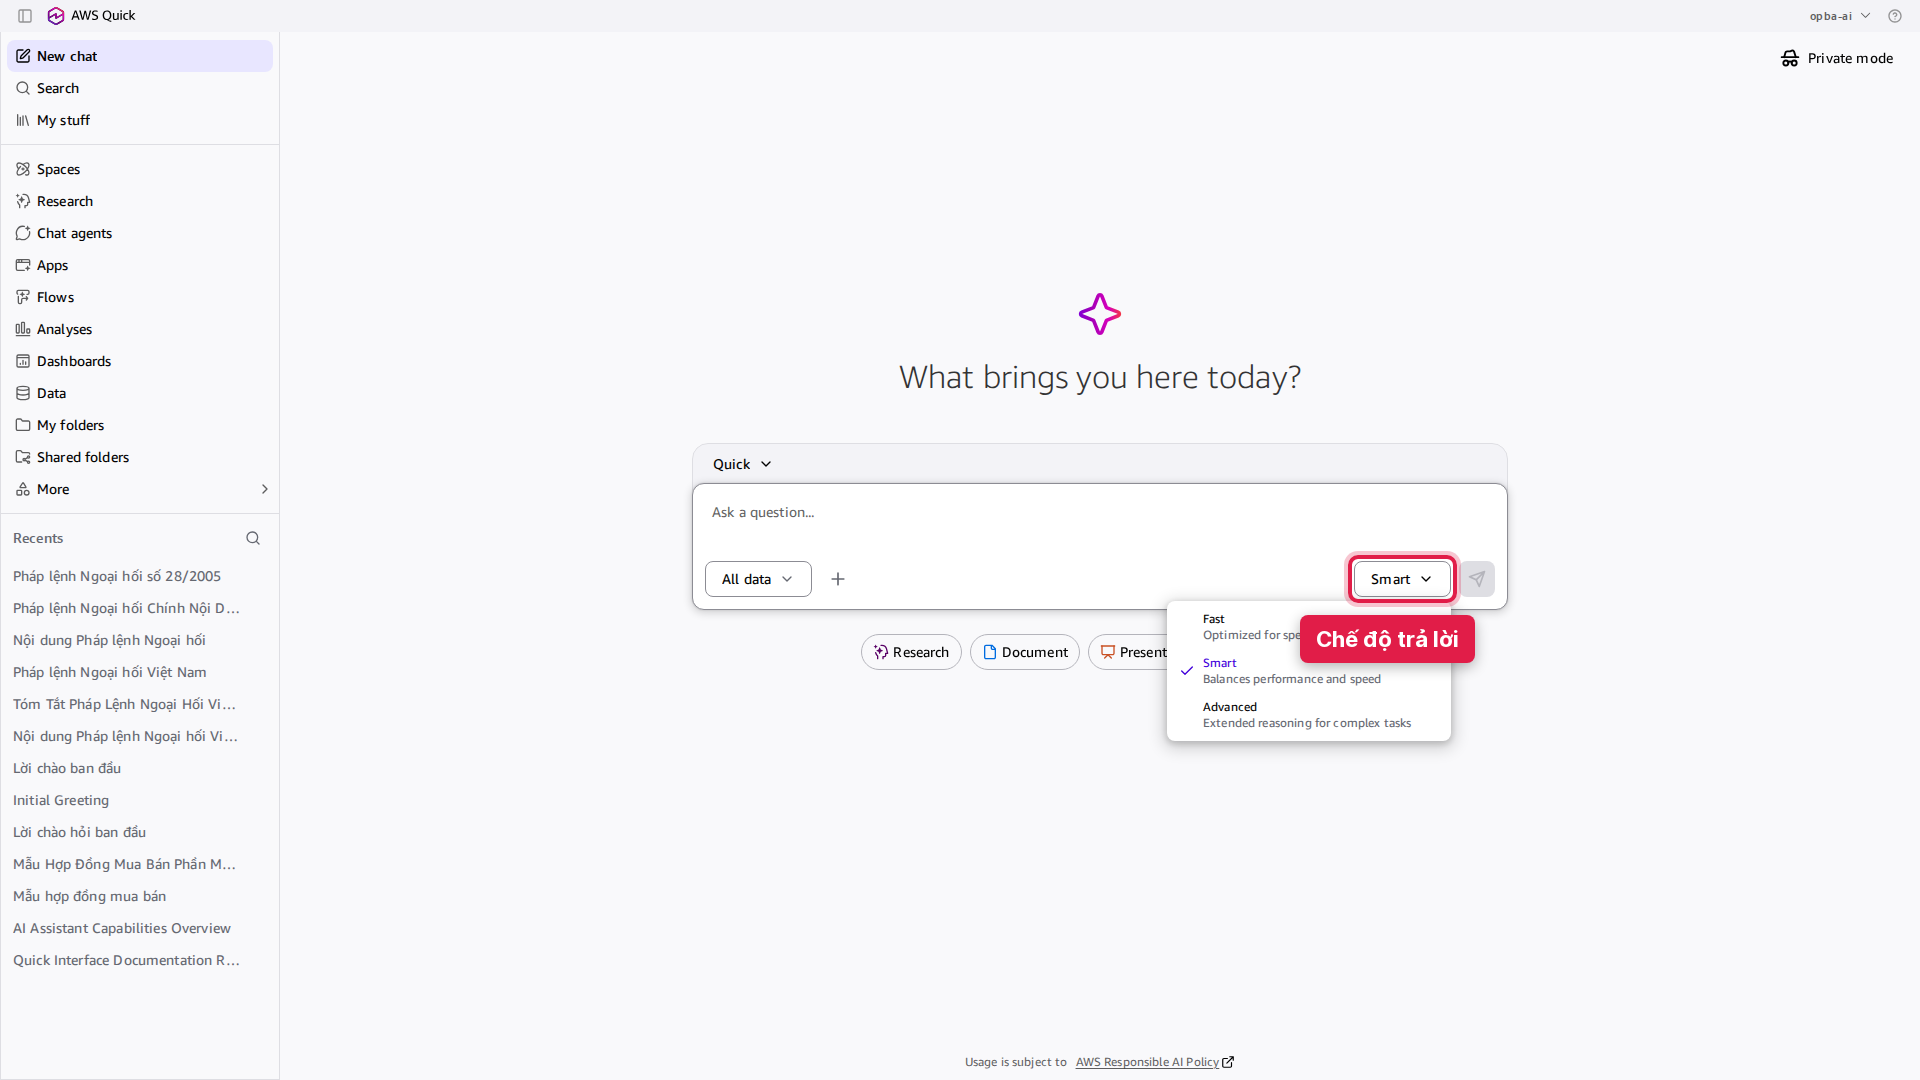 AWS Quick
opba-ai
New chat
Search
My stuff
Spaces
Research
Chat agents
Apps
Flows
Analyses
Dashboards
Data
My folders
Shared folders
More
Recents
Pháp lệnh Ngoại hối số 28/2005
Pháp lệnh Ngoại hối Chính Nội D...
Nội dung Pháp lệnh Ngoại hối
Pháp lệnh Ngoại hối Việt Nam
Tóm Tắt Pháp Lệnh Ngoại Hối Vi...
Nội dung Pháp lệnh Ngoại hối Vi...
Lời chào ban đầu
Initial Greeting
Lời chào hỏi ban đầu
Mẫu Hợp Đồng Mua Bán Phần M...
Mẫu hợp đồng mua bán
AI Assistant Capabilities Overview
Quick Interface Documentation R...
Private mode
What brings you here today?
Quick
Ask a question...
All data
Smart
Research
Document
Present
Fast
Optimized for spe
Chế độ trả lời
Smart
Balances performance and speed
Advanced
Extended reasoning for complex tasks
Usage is subject to AWS Responsible AI Policy